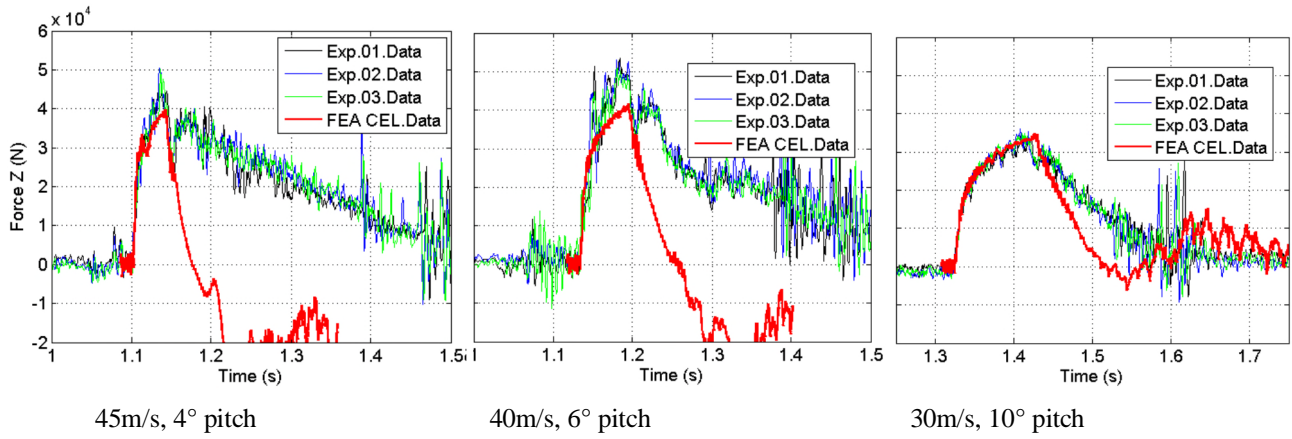 x 10⁴
6
5
4
3
2
1
0
-1
-2
Force Z (N)
Exp.01.Data
Exp.02.Data
Exp.03.Data
FEA CEL.Data
1 1.1 1.2 1.3 1.4 1.5
Time (s)
Exp.01.Data
Exp.02.Data
Exp.03.Data
FEA CEL.Data
1 1.1 1.2 1.3 1.4 1.5
Time (s)
Exp.01.Data
Exp.02.Data
Exp.03.Data
FEA CEL.Data
1.3 1.4 1.5 1.6 1.7
Time (s)
45m/s, 4° pitch
40m/s, 6° pitch
30m/s, 10° pitch